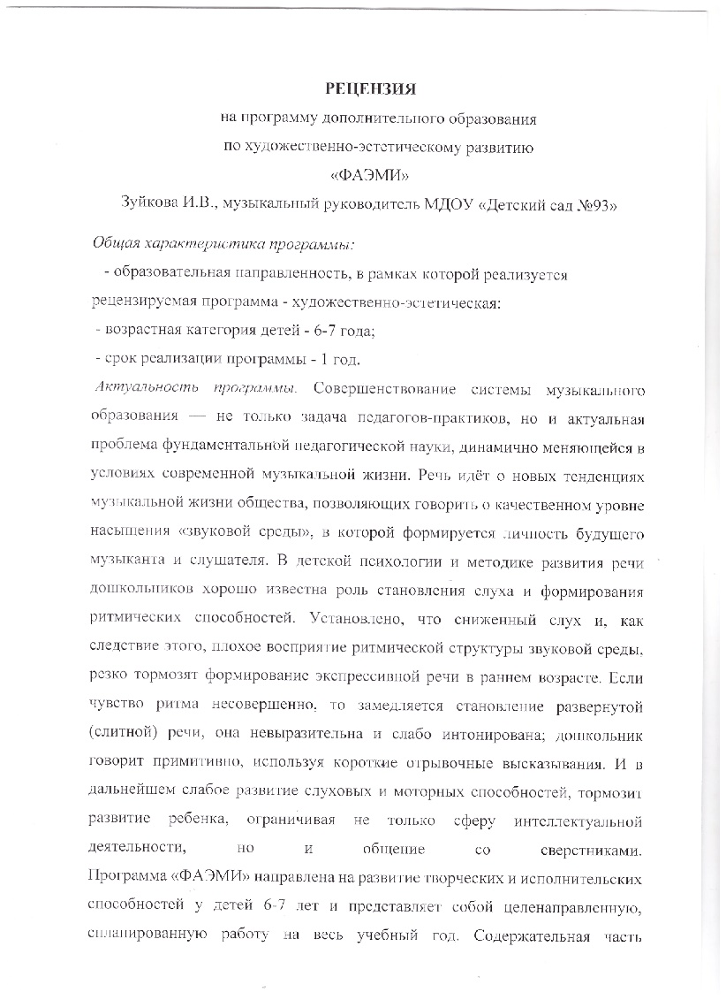 РЕЦЕНЗИЯ
на программу дополнительного образования
по художественно-эстетическому развитию
«ФАЭМИ»
Зуйкова И.В., музыкальный руководитель МДОУ «Детский сад №93»
Общая характеристика программы:
- образовательная направленность, в рамках которой реализуется
рецензируемая программа - художественно-эстетическая:
- возрастная категория детей - 6-7 года;
- срок реализации программы - 1 год.
Актуальность программы. Совершенствование системы музыкального
образования — не только задача педагогов-практиков, но и актуальная
проблема фундаментальной педагогической науки, динамично меняющейся в
условиях современной музыкальной жизни. Речь идёт о новых тенденциях
музыкальной жизни общества, позволяющих говорить о качественном уровне
насыщения «звуковой среды», в которой формируется личность будущего
музыканта и слушателя. В детской психологии и методике развития речи
дошкольников хорошо известна роль становления слуха и формирования
ритмических способностей. Установлено, что сниженный слух и, как
следствие этого, плохое восприятие ритмической структуры звуковой среды,
резко тормозят формирование экспрессивной речи в раннем возрасте. Если
чувство ритма несовершенно, то замедляется становление развернутой
(слитной) речи, она невыразительна и слабо интонирована; дошкольник
говорит примитивно, используя короткие отрывочные высказывания. И в
дальнейшем слабое развитие слуховых и моторных способностей, тормозит
развитие ребенка, ограничивая не только сферу интеллектуальной
деятельности, но и общение со сверстниками.
Программа «ФАЭМИ» направлена на развитие творческих и исполнительских
способностей у детей 6-7 лет и представляет собой целенаправленную,
спланированную работу на весь учебный год. Содержательная часть